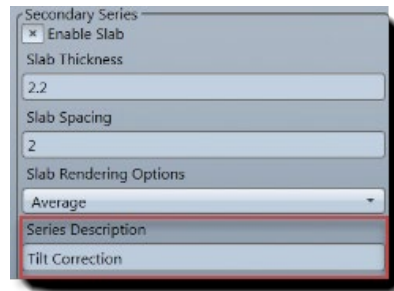 Secondary Series
Enable Slab
Slab Thickness
2.2
Slab Spacing
2
Slab Rendering Options
Average
Series Description
Tilt Correction